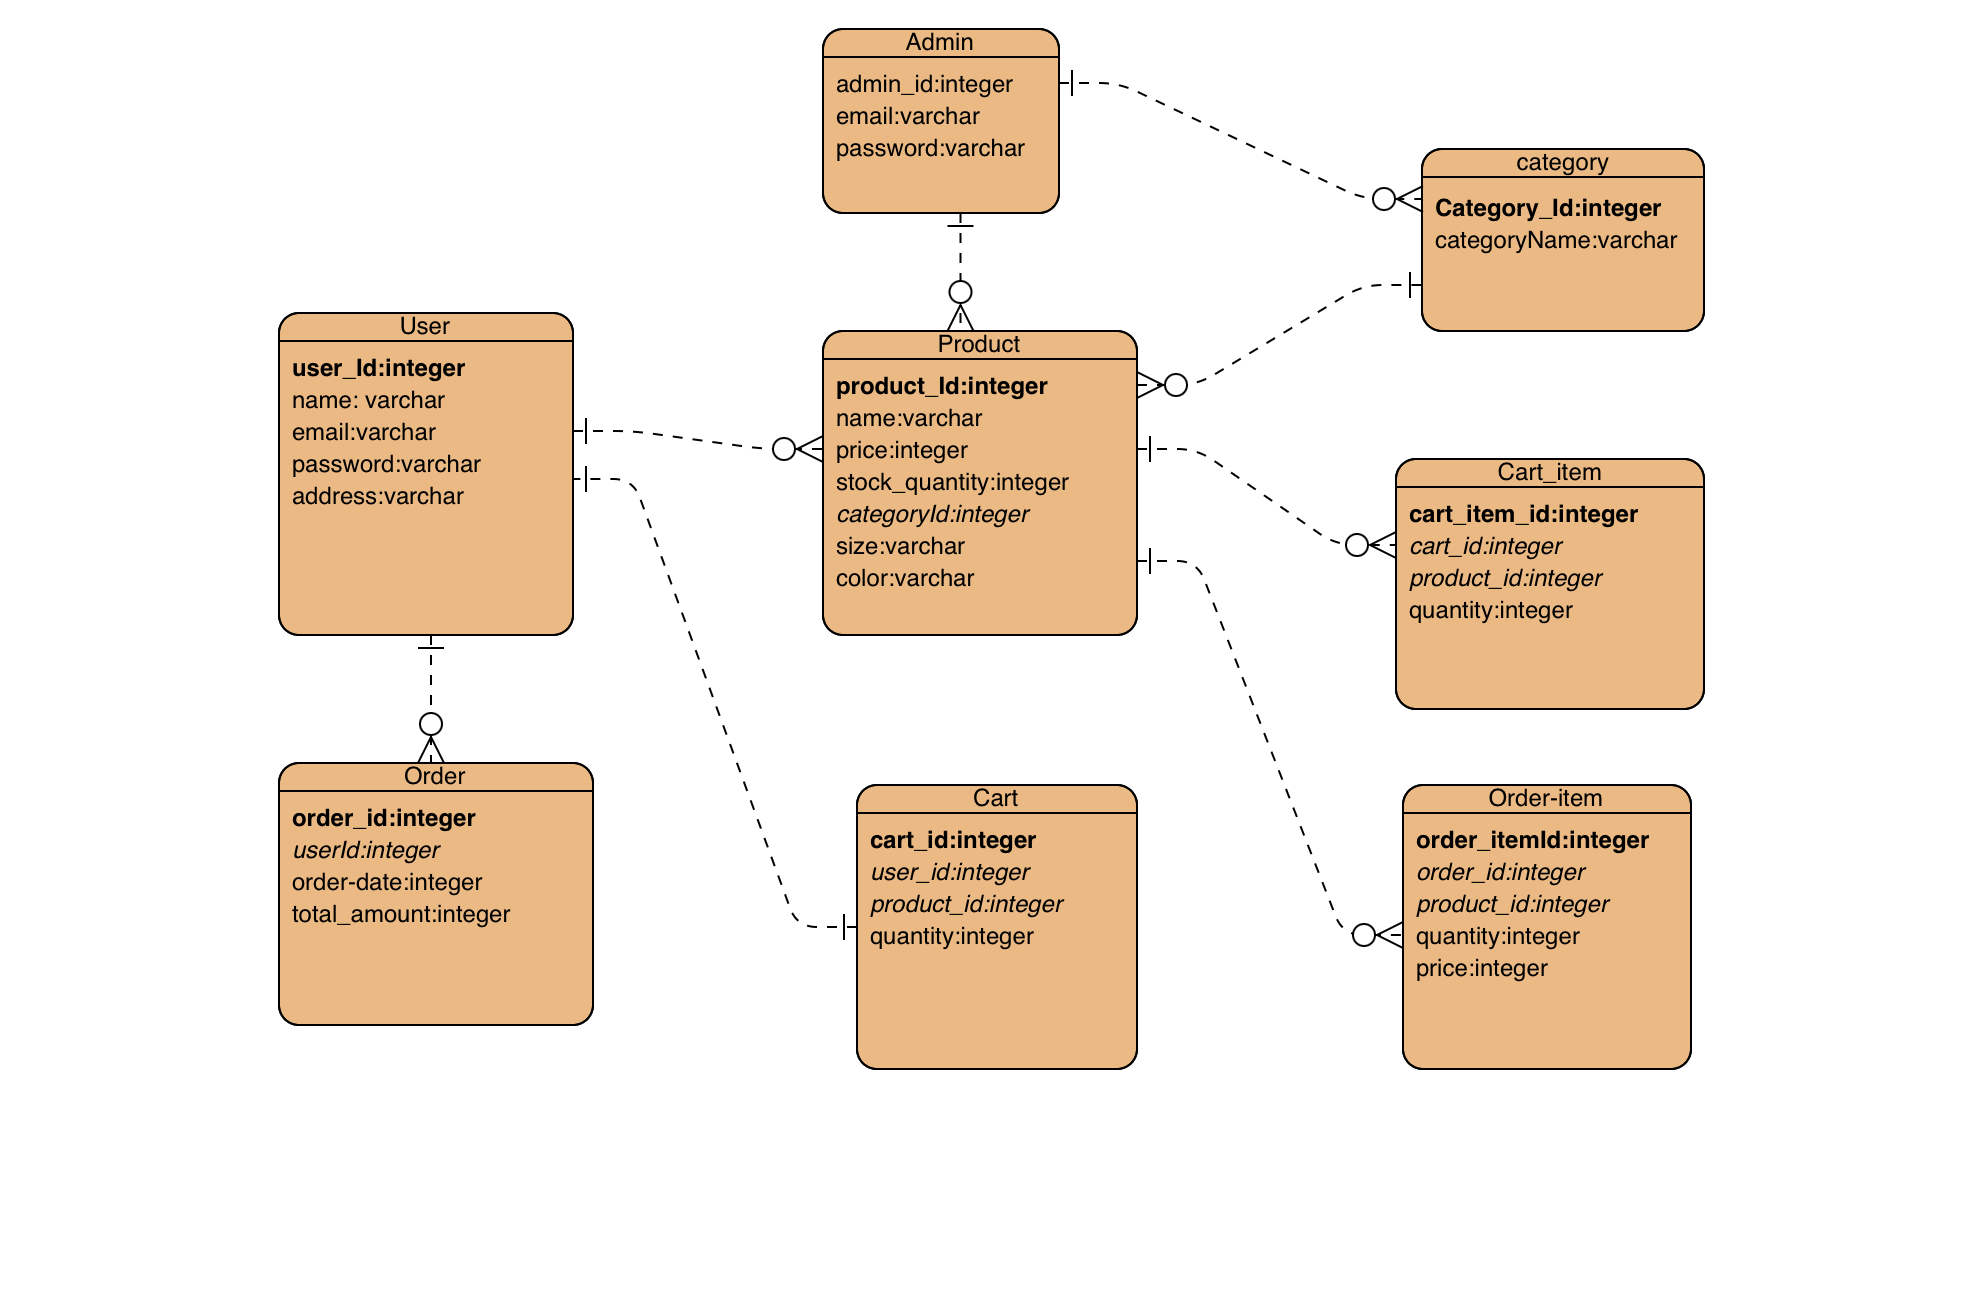 Admin
admin_id:integer
email:varchar
password:varchar
category
Category_Id:integer
categoryName:varchar
User
user_Id:integer
name: varchar
email:varchar
password:varchar
address:varchar
Product
product_Id:integer
name:varchar
price:integer
stock_quantity:integer
categoryId:integer
size:varchar
color:varchar
Cart_item
cart_item_id:integer
cart_id:integer
product_id:integer
quantity:integer
Order
order_id:integer
userId:integer
order-date:integer
total_amount:integer
Cart
cart_id:integer
user_id:integer
product_id:integer
quantity:integer
Order-item
order_itemId:integer
order_id:integer
product_id:integer
quantity:integer
price:integer